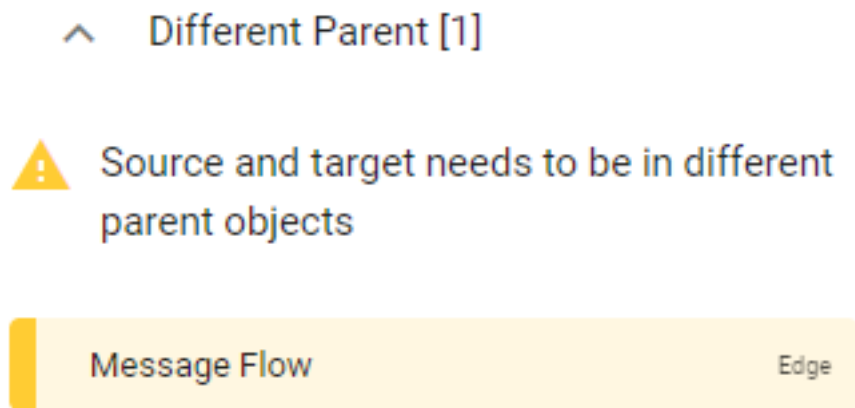 Different Parent [1]
Source and target needs to be in different
parent objects
Message Flow
Edge